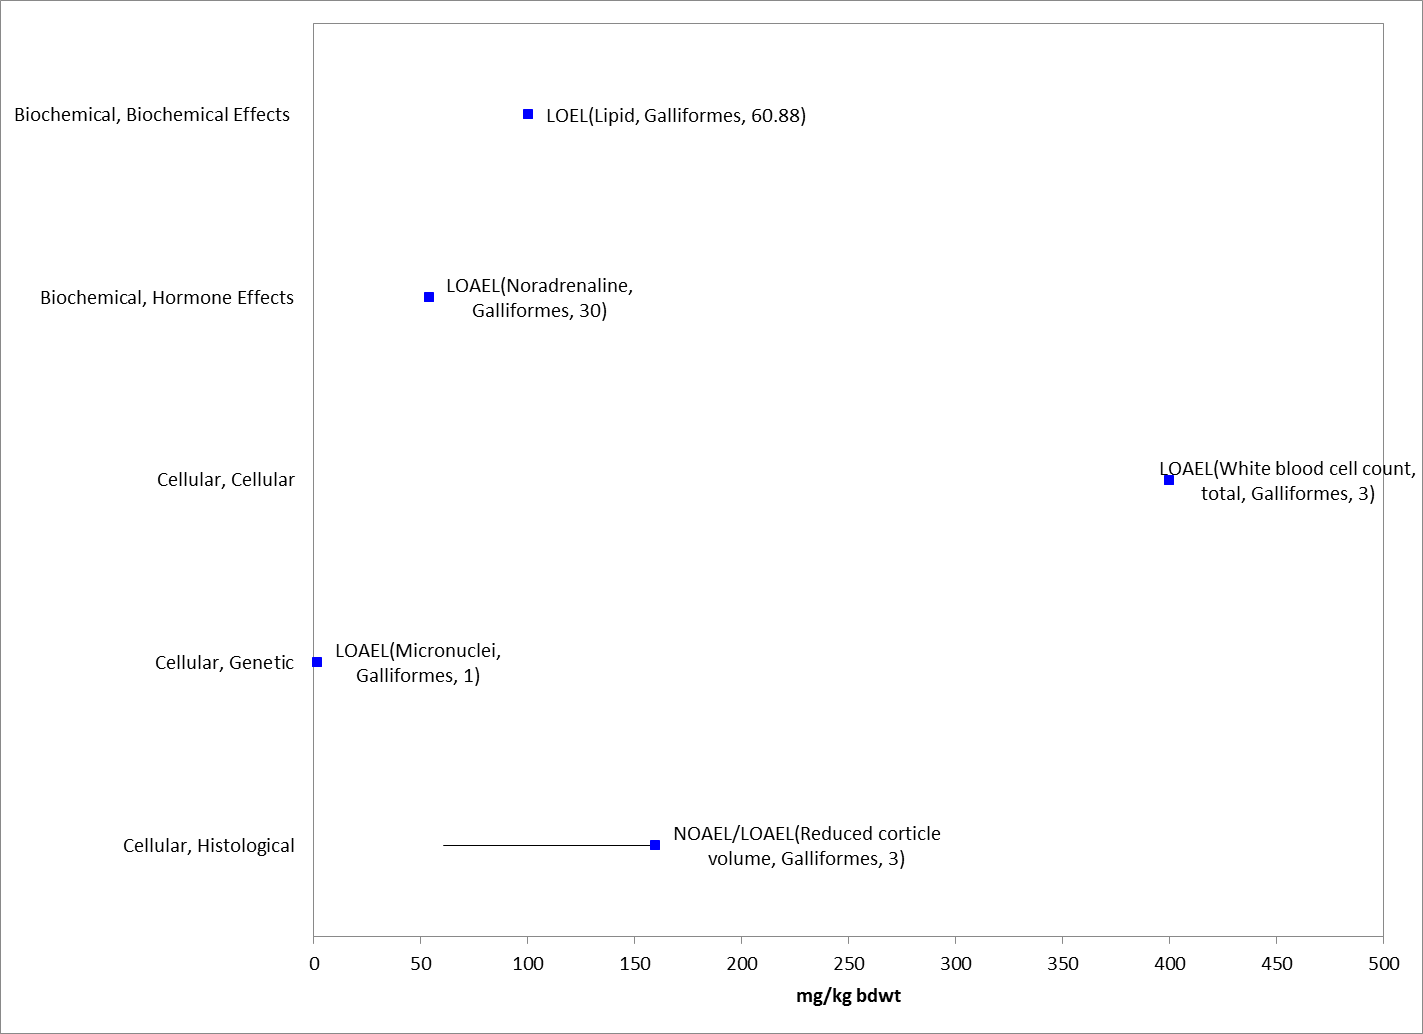 Biochemical, Biochemical Effects
LOEL(Lipid, Galliformes, 60.88)
Biochemical, Hormone Effects
LOAEL(Noradrenaline,
Galliformes, 30)
Cellular, Cellular
LOAEL(White blood cell count,
total, Galliformes, 3)
Cellular, Genetic
LOAEL(Micronuclei,
Galliformes, 1)
Cellular, Histological
NOAEL/LOAEL(Reduced corticle
volume, Galliformes, 3)
0 50 100 150 200 250 300 350 400 450 500
mg/kg bdwt